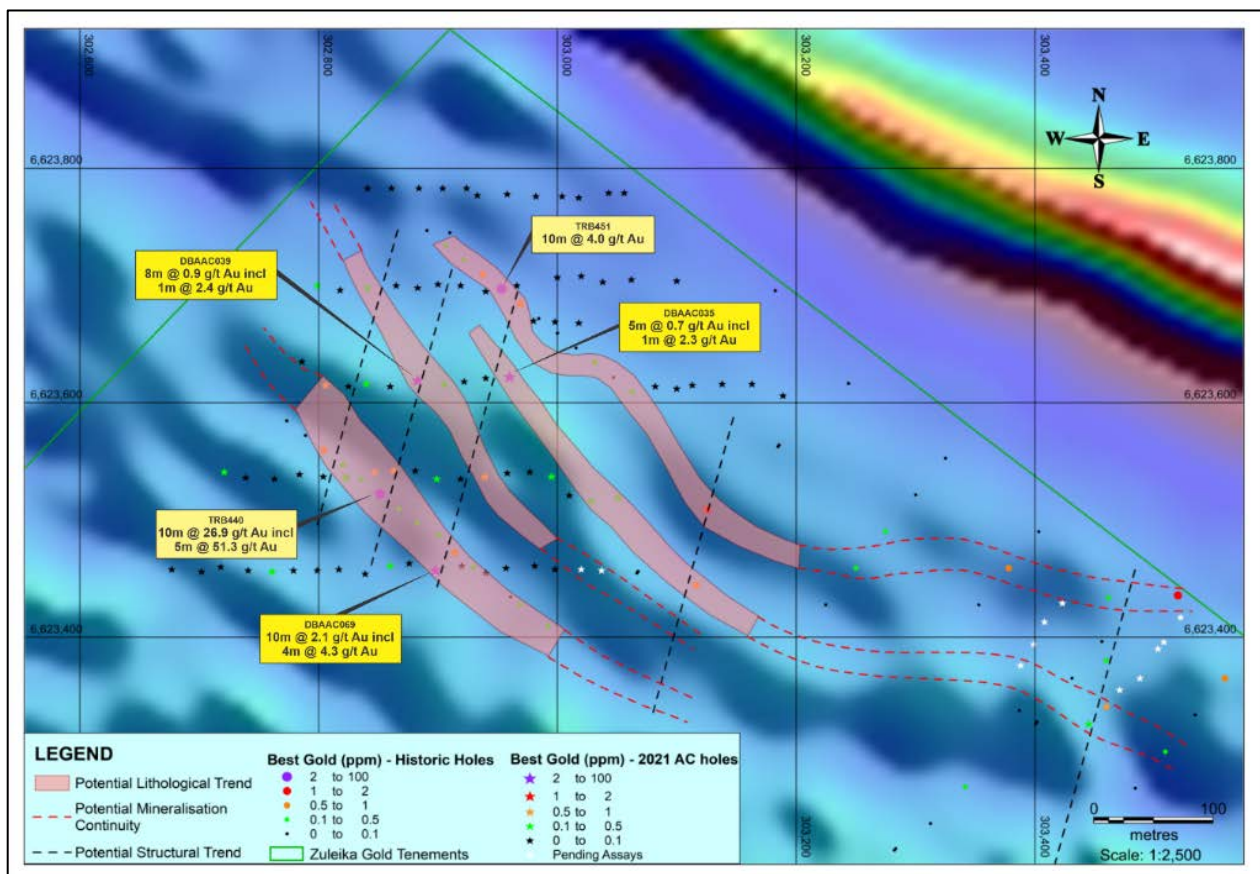 302,600
302,800
303,000
303,200
303,400
N
W E
S
6,623,800
6,623,800
TRB451
10m @ 4.0 g/t Au
DBAAC039
8m @ 0.9 g/t Au incl
1m @ 2.4 g/t Au
DBAAC035
5m @ 0.7 g/t Au incl
1m @ 2.3 g/t Au
6,623,600
6,623,600
TRB440
10m @ 26.9 g/t Au incl
5m @ 51.3 g/t Au
DBAAC069
10m @ 2.1 g/t Au incl
4m @ 4.3 g/t Au
6,623,400
6,623,400
LEGEND
Potential Lithological Trend
Potential Mineralisation
Continuity
Potential Structural Trend
Best Gold (ppm) - Historic Holes
2 to 100
1 to 2
0.5 to 1
0.1 to 0.5
0 to 0.1
Zuleika Gold Tenements
Best Gold (ppm) - 2021 AC holes
2 to 100
1 to 2
0.5 to 1
0.1 to 0.5
0 to 0.1
Pending Assays
303,200
303,400
0 100
metres
Scale: 1:2,500